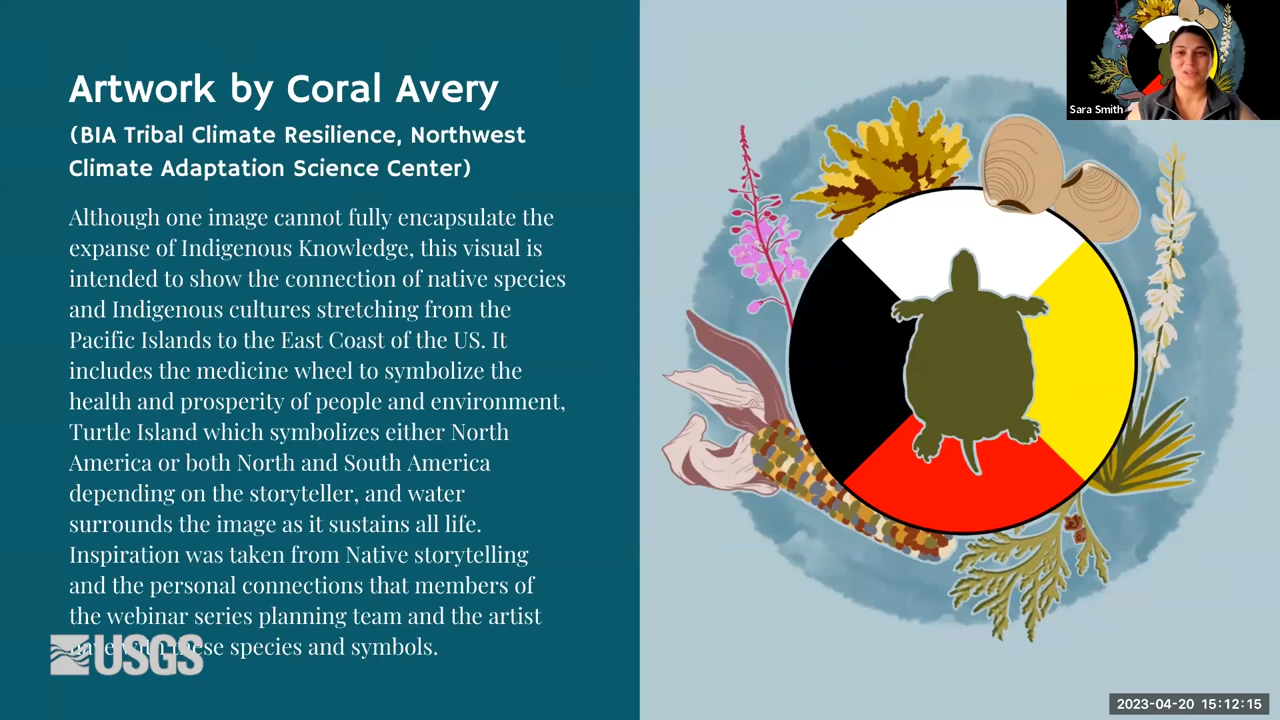 Artwork by Coral Avery
(BIA Tribal Climate Resilience, Northwest
Climate Adaptation Science Center)
Although one image cannot fully encapsulate the
expanse of Indigenous Knowledge, this visual is
intended to show the connection of native species
and Indigenous cultures stretching from the
Pacific Islands to the East Coast of the US. It
includes the medicine wheel to symbolize the
health and prosperity of people and environment,
Turtle Island which symbolizes either North
America or both North and South America
depending on the storyteller, and water
surrounds the image as it sustains all life.
Inspiration was taken from Native storytelling
and the personal connections that members of
the webinar series planning team and the artist
have with these species and symbols.
USGS
Sara Smith
2023-04-20 15:12:15